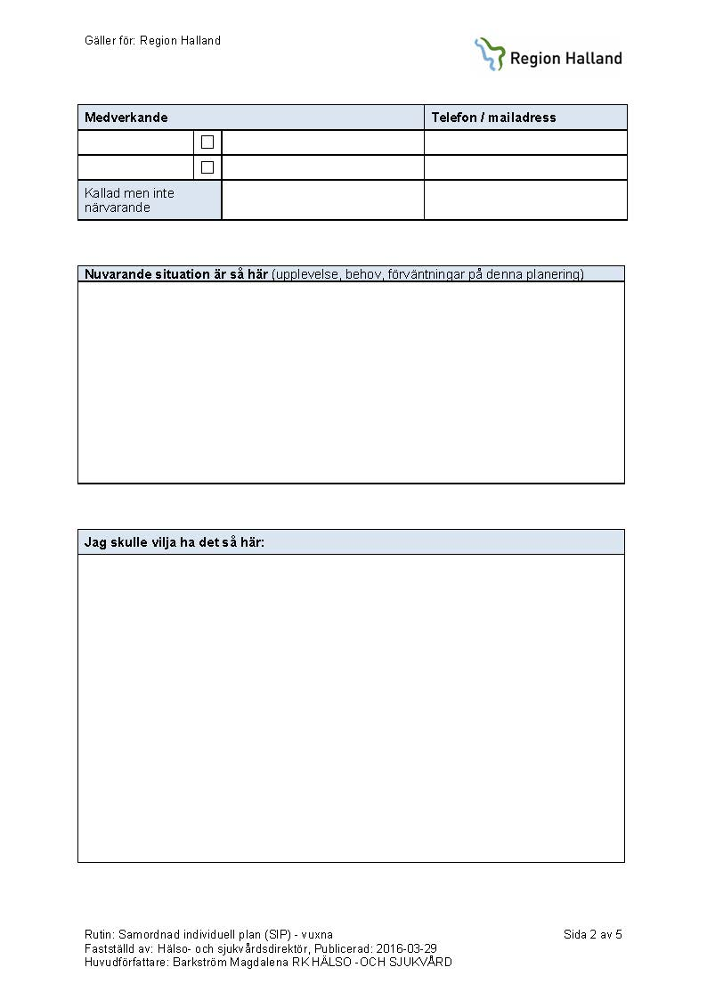 Gäller för: Region Halland
Region Halland
Medverkande Telefon / mailadress
☐
☐
Kallad men inte
närvarande
Nuvarande situation är så här (upplevelse, behov, förväntningar på denna planering)
Jag skulle vilja ha det så här:
Rutin: Samordnad individuell plan (SIP) - vuxna Sida 2 av 5
Fastställd av: Hälso- och sjukvårdsdirektör, Publicerad: 2016-03-29
Huvudförfattare: Barkström Magdalena RK HÄLSO -OCH SJUKVÅRD